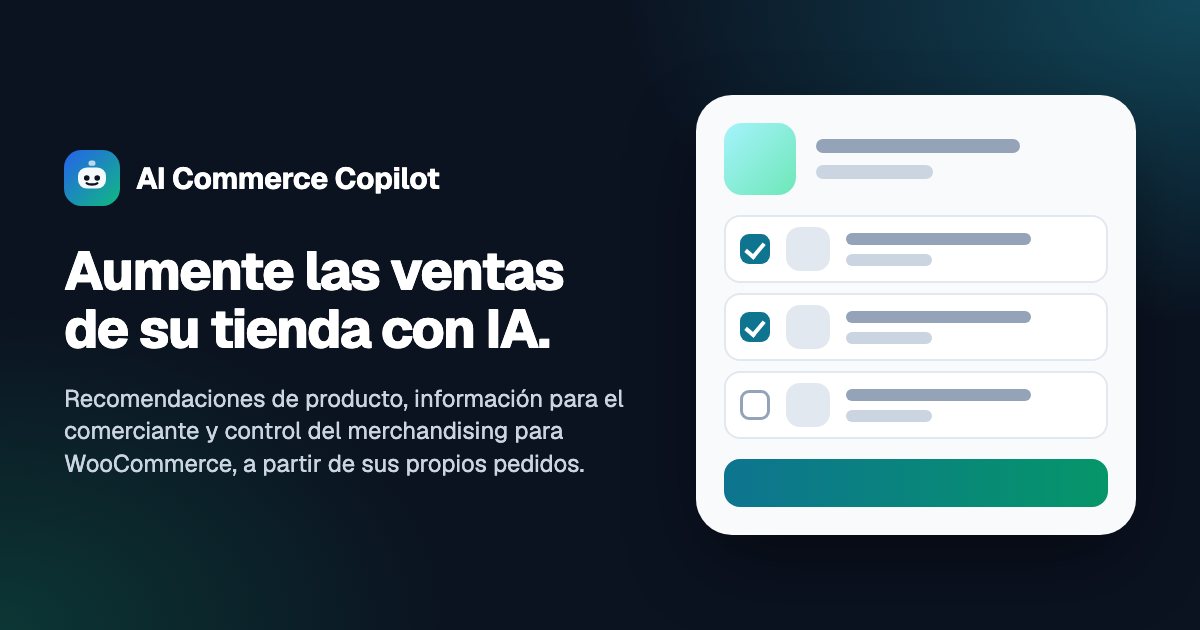 AI Commerce Copilot
Aumente las ventas
de su tienda con IA.
Recomendaciones de producto, información para el
comerciante y control del merchandising para
WooCommerce, a partir de sus propios pedidos.